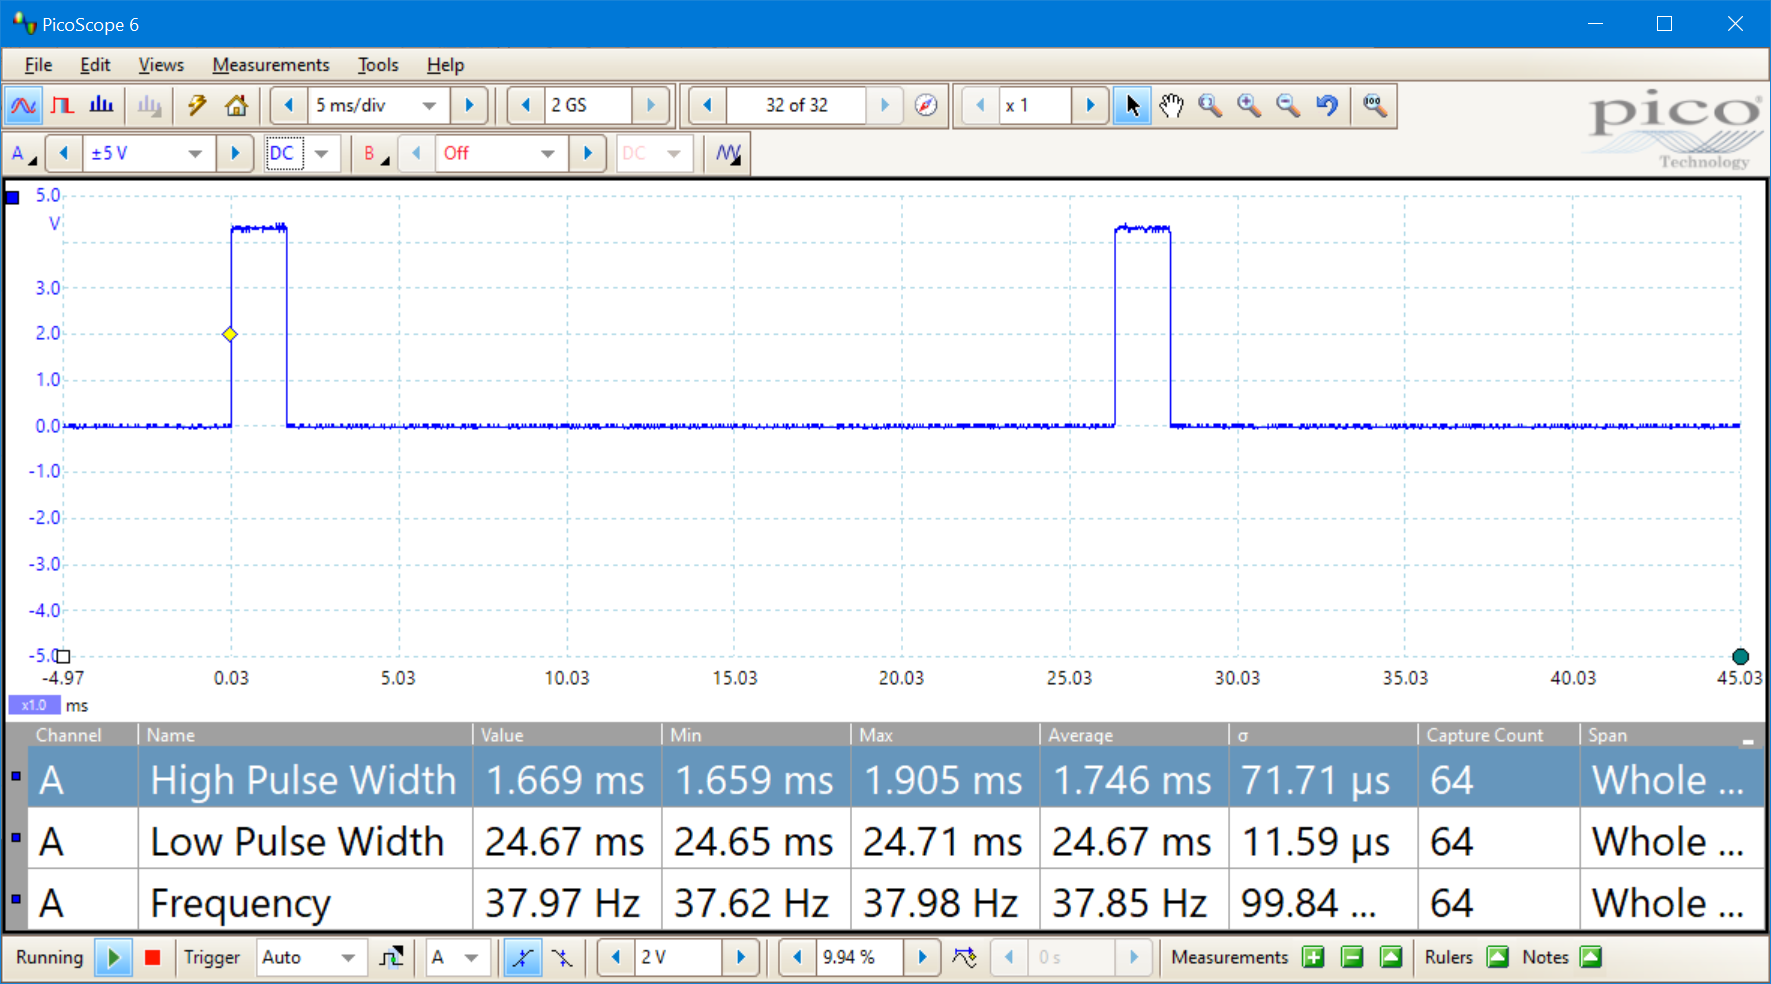 PicoScope 6
File Edit Views Measurements Tools Help
5 ms/div 2 GS 32 of 32 x 1
pico
Technology
A ±5 V DC B Off DC
5.0
V
3.0
2.0
1.0
0.0
-1.0
-2.0
-3.0
-4.0
-5.0
-4.97 0.03 5.03 10.03 15.03 20.03 25.03 30.03 35.03 40.03 45.03
x1.0 ms
Channel Name Value Min Max Average σ Capture Count Span
A High Pulse Width 1.669 ms 1.659 ms 1.905 ms 1.746 ms 71.71 µs 64 Whole ...
A Low Pulse Width 24.67 ms 24.65 ms 24.71 ms 24.67 ms 11.59 µs 64 Whole ...
A Frequency 37.97 Hz 37.62 Hz 37.98 Hz 37.85 Hz 99.84 ... 64 Whole ...
Running Trigger Auto A 2 V 9.94 % 0 s Measurements Rulers Notes